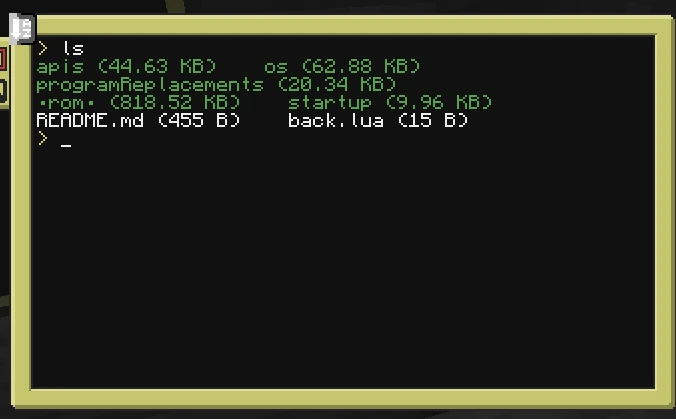 > ls
apis (44.63 KB)    os (62.88 KB)
programReplacements (20.34 KB)
•rom• (818.52 KB)    startup (9.96 KB)
README.md (455 B)    back.lua (15 B)
> _